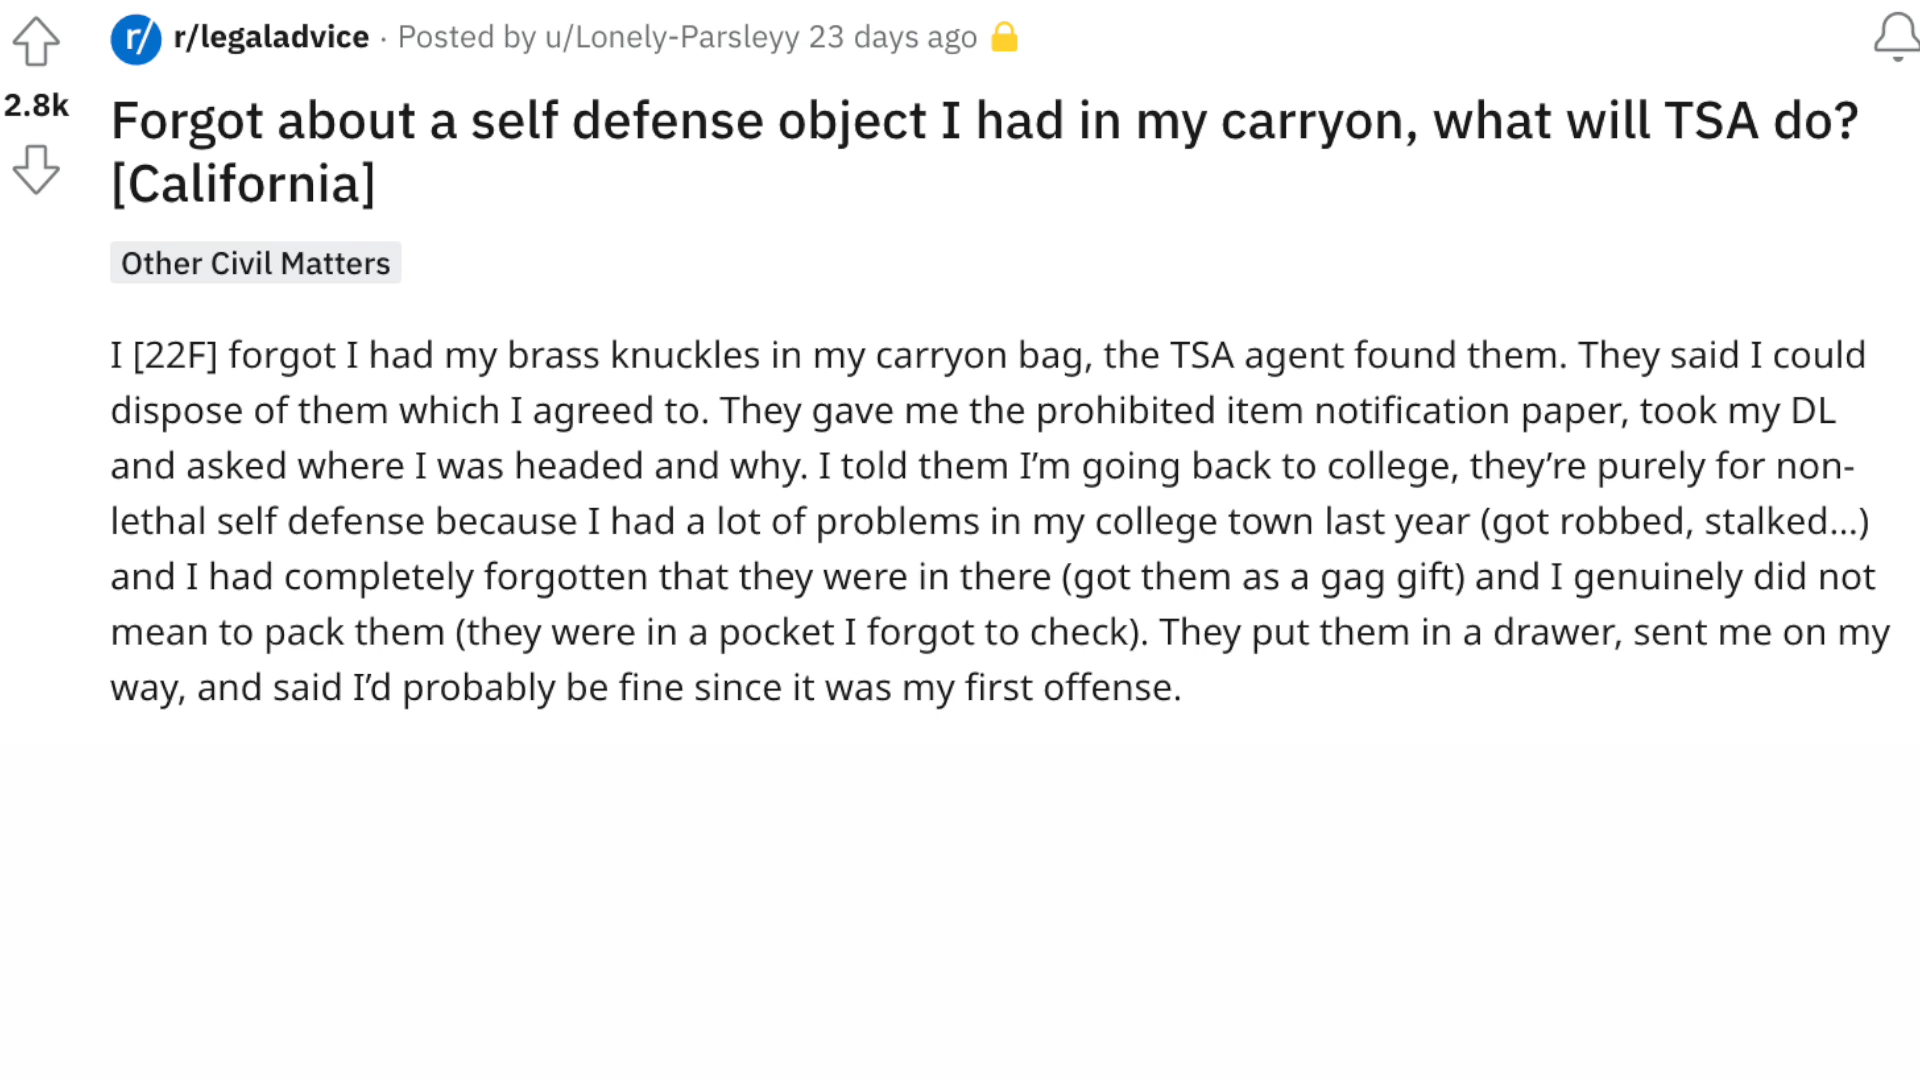 r/legaladvice · Posted by u/Lonely-Parsleyy 23 days ago
2.8k
Forgot about a self defense object I had in my carryon, what will TSA do?
[California]
Other Civil Matters
I [22F] forgot I had my brass knuckles in my carryon bag, the TSA agent found them. They said I could
dispose of them which I agreed to. They gave me the prohibited item notification paper, took my DL
and asked where I was headed and why. I told them I’m going back to college, they’re purely for non-
lethal self defense because I had a lot of problems in my college town last year (got robbed, stalked...)
and I had completely forgotten that they were in there (got them as a gag gift) and I genuinely did not
mean to pack them (they were in a pocket I forgot to check). They put them in a drawer, sent me on my
way, and said I’d probably be fine since it was my first offense.